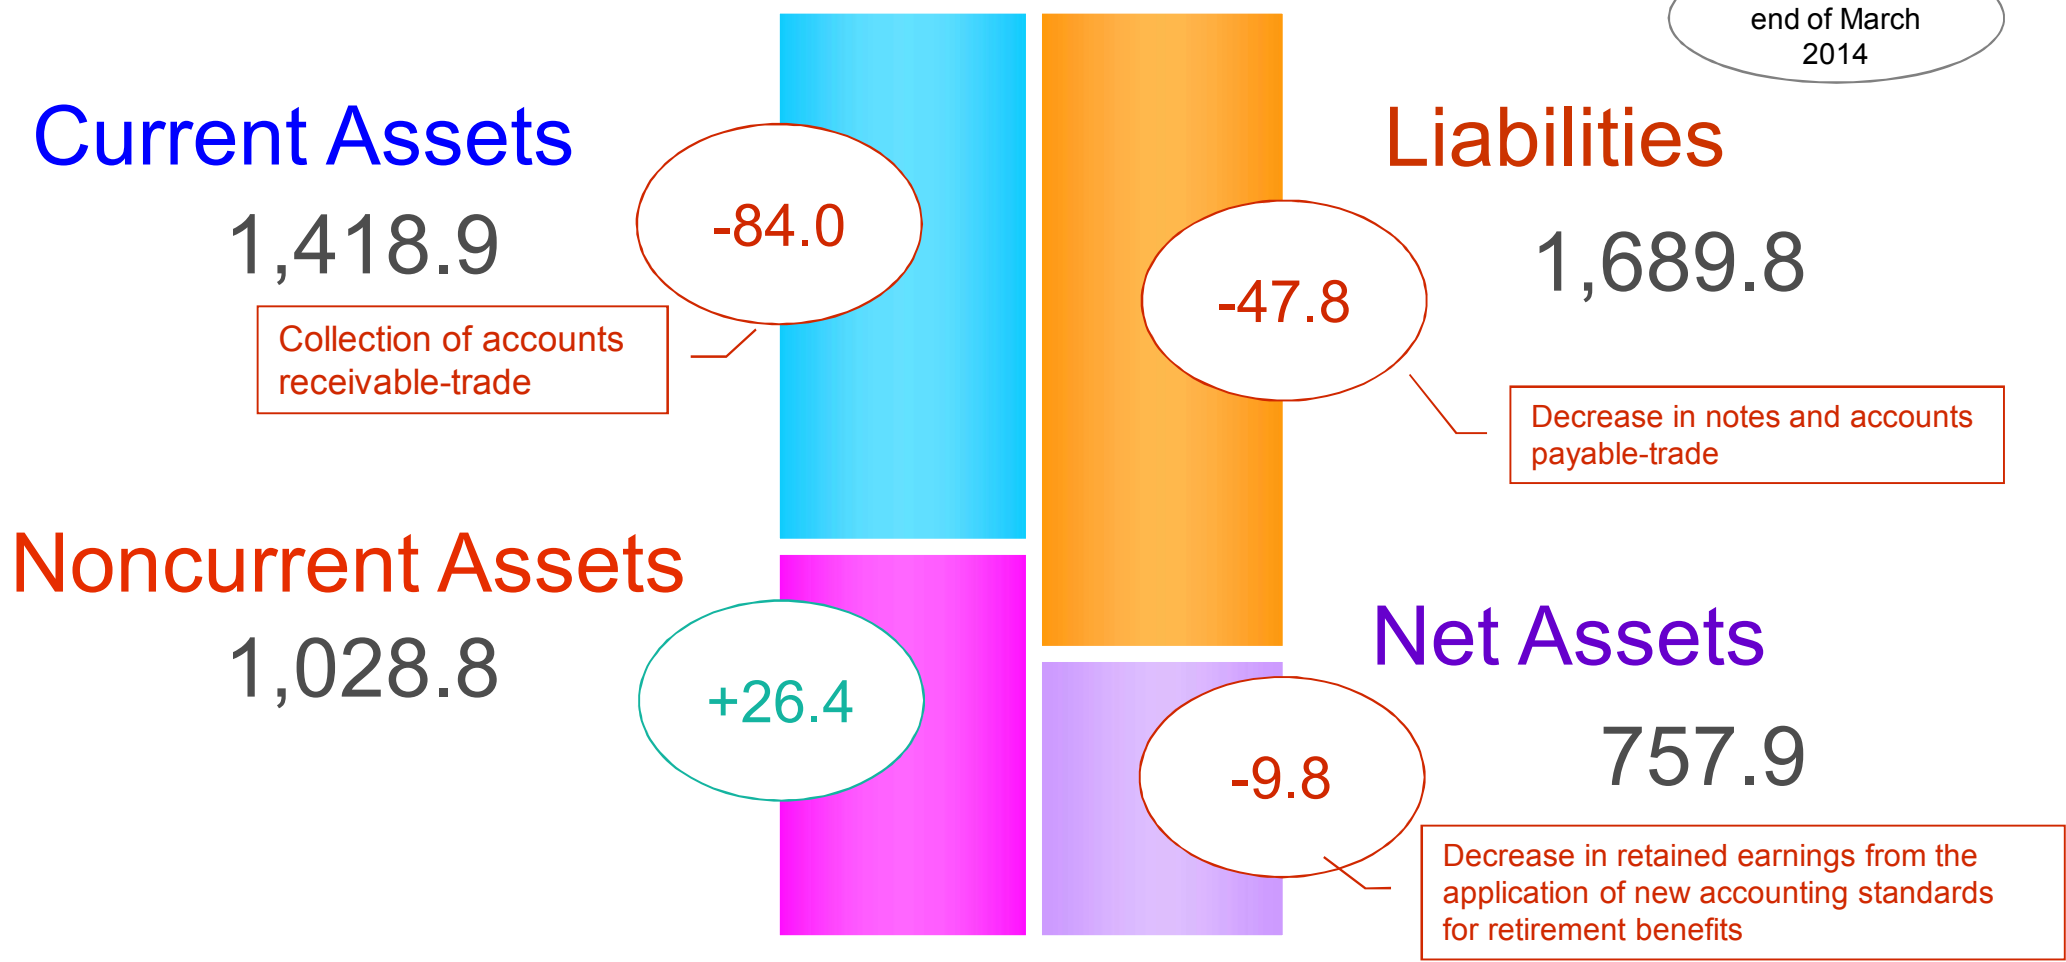 end of March
2014
Current Assets
1,418.9
-84.0
Collection of accounts
receivable-trade
Liabilities
1,689.8
-47.8
Decrease in notes and accounts
payable-trade
Noncurrent Assets
1,028.8
+26.4
Net Assets
757.9
-9.8
Decrease in retained earnings from the
application of new accounting standards
for retirement benefits